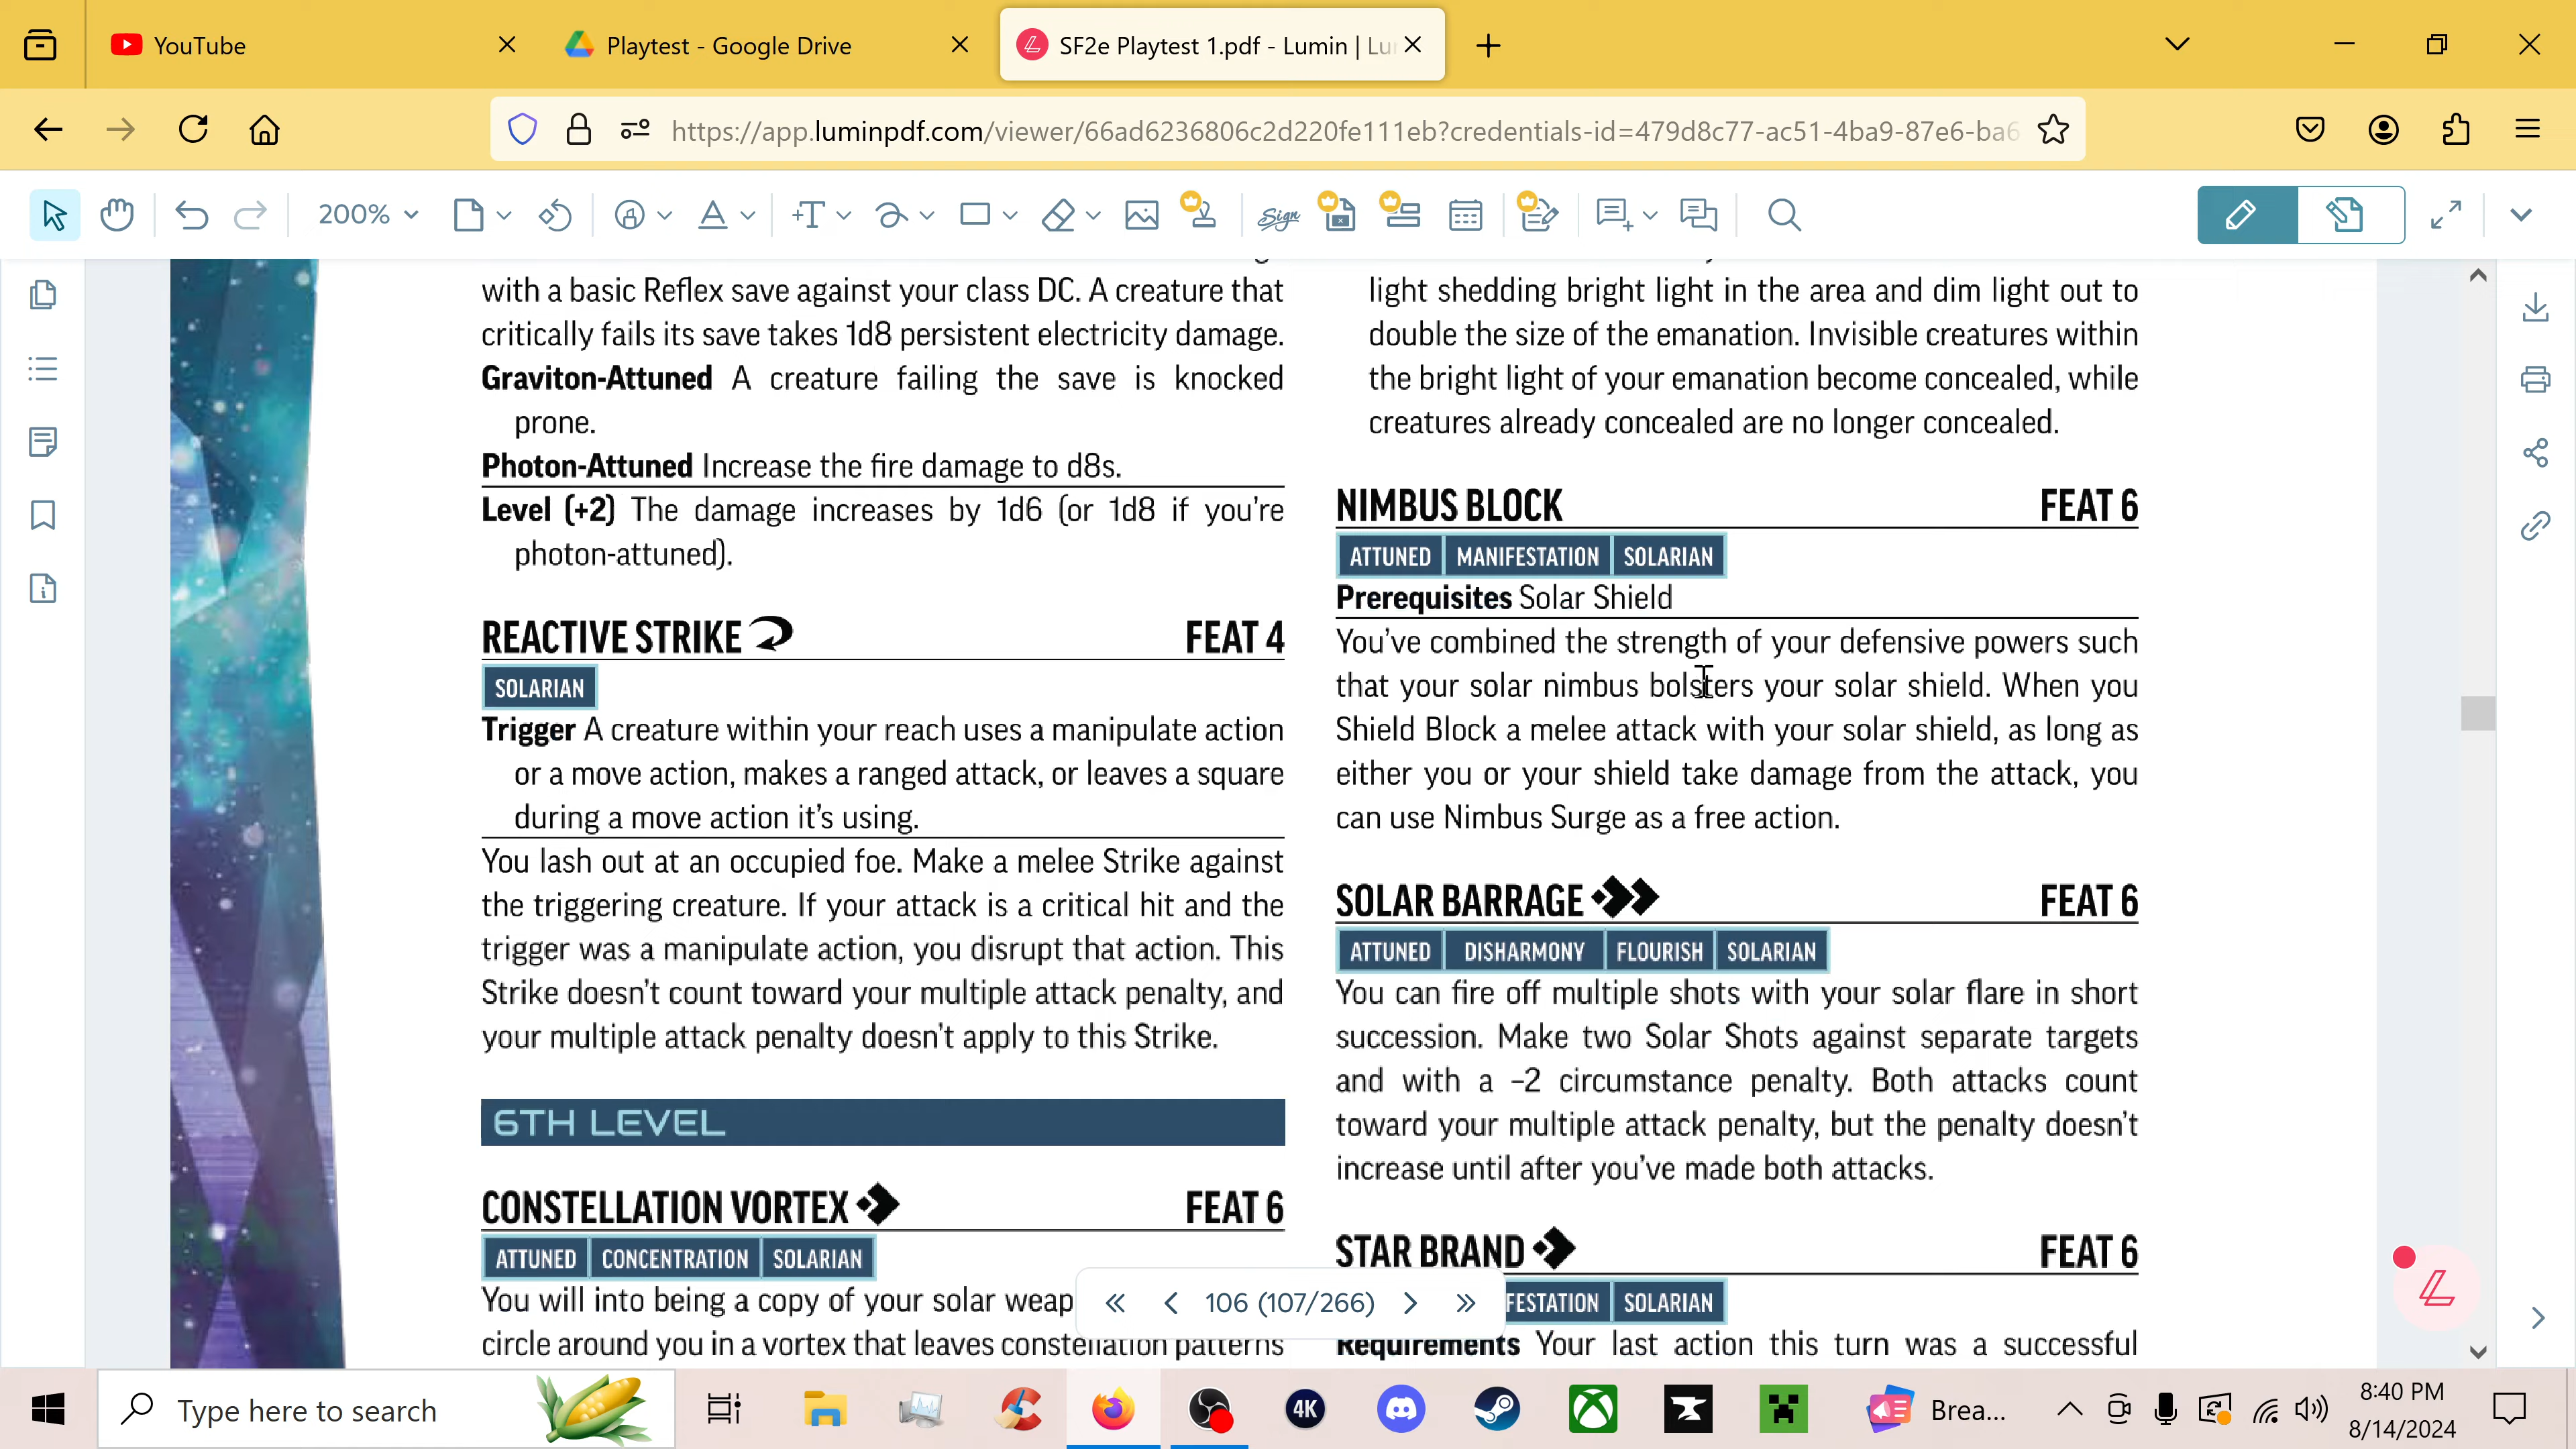 YouTube
Playtest - Google Drive
SF2e Playtest 1.pdf - Lumin | Lu
https://app.luminpdf.com/viewer/66ad6236806c2d220fe111eb?credentials-id=479d8c77-ac51-4ba9-87e6-ba6
200%
Sign
with a basic Reflex save against your class DC. A creature that
critically fails its save takes 1d8 persistent electricity damage.
Graviton-Attuned A creature failing the save is knocked
prone.
Photon-Attuned Increase the fire damage to d8s.
Level (+2) The damage increases by 1d6 (or 1d8 if you're
photon-attuned).
REACTIVE STRIKE FEAT 4
SOLARIAN
Trigger A creature within your reach uses a manipulate action
or a move action, makes a ranged attack, or leaves a square
during a move action it's using.
You lash out at an occupied foe. Make a melee Strike against
the triggering creature. If your attack is a critical hit and the
trigger was a manipulate action, you disrupt that action. This
Strike doesn't count toward your multiple attack penalty, and
your multiple attack penalty doesn't apply to this Strike.
6TH LEVEL
CONSTELLATION VORTEX FEAT 6
ATTUNED CONCENTRATION SOLARIAN
You will into being a copy of your solar weap
circle around you in a vortex that leaves constellation patterns
light shedding bright light in the area and dim light out to
double the size of the emanation. Invisible creatures within
the bright light of your emanation become concealed, while
creatures already concealed are no longer concealed.
NIMBUS BLOCK FEAT 6
ATTUNED MANIFESTATION SOLARIAN
Prerequisites Solar Shield
You've combined the strength of your defensive powers such
that your solar nimbus bolsters your solar shield. When you
Shield Block a melee attack with your solar shield, as long as
either you or your shield take damage from the attack, you
can use Nimbus Surge as a free action.
SOLAR BARRAGE FEAT 6
ATTUNED DISHARMONY FLOURISH SOLARIAN
You can fire off multiple shots with your solar flare in short
succession. Make two Solar Shots against separate targets
and with a –2 circumstance penalty. Both attacks count
toward your multiple attack penalty, but the penalty doesn't
increase until after you've made both attacks.
STAR BRAND FEAT 6
FESTATION SOLARIAN
Requirements Your last action this turn was a successful
106 (107/266)
Type here to search
4K
Brea...
8:40 PM
8/14/2024